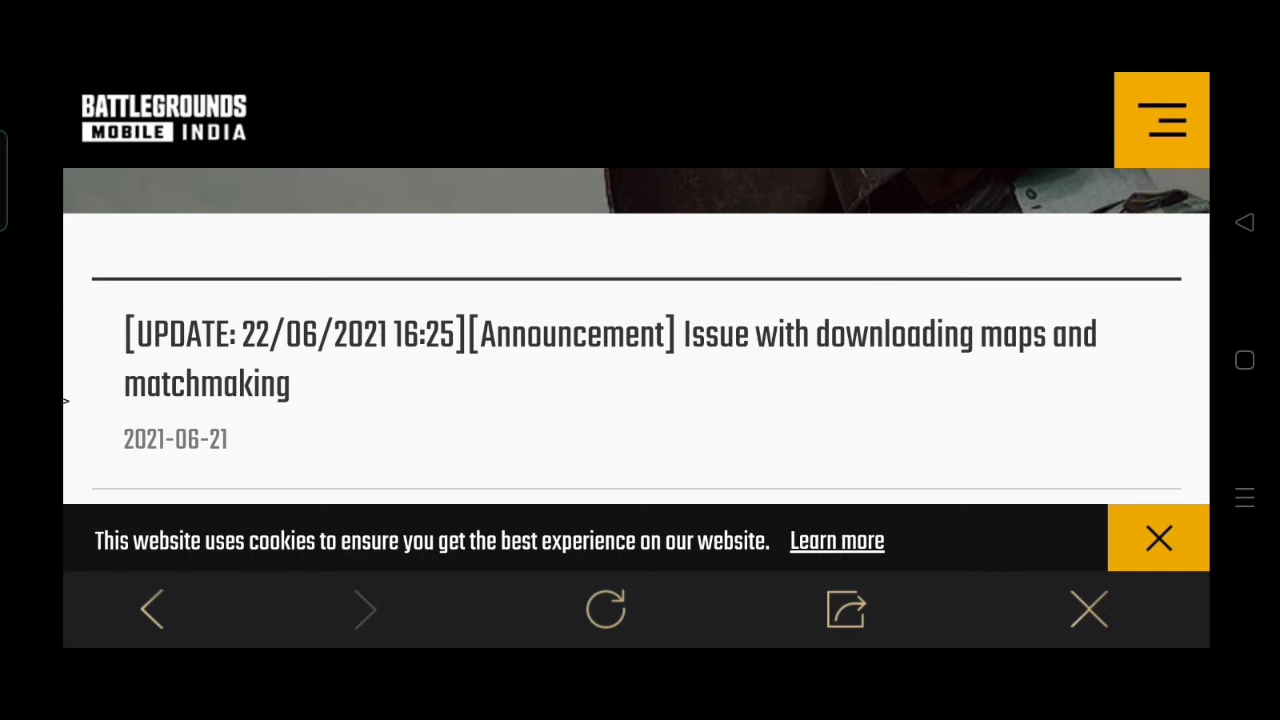 BATTLEGROUNDS
MOBILE INDIA
[UPDATE: 22/06/2021 16:25][Announcement] Issue with downloading maps and
matchmaking
>
2021-06-21
This website uses cookies to ensure you get the best experience on our website. Learn more